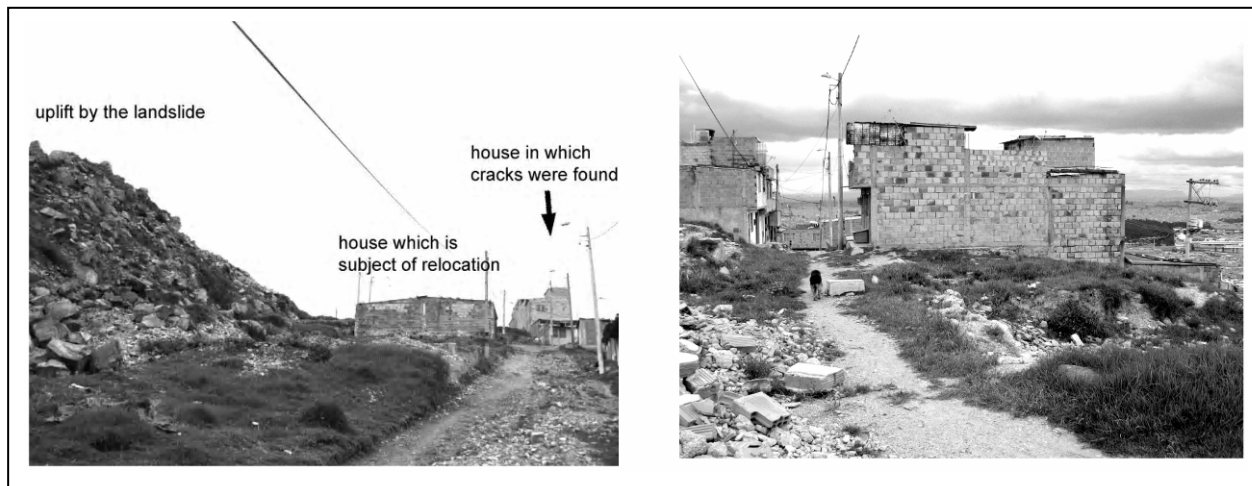 uplift by the landslide
house in which
cracks were found
house which is
subject of relocation